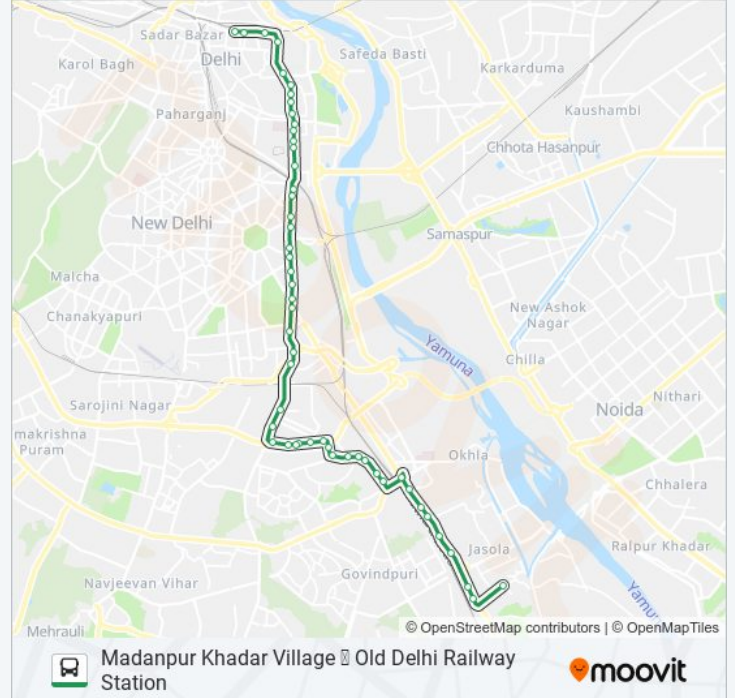 Sadar Bazar
Delhi
Safeda Basti
Karol Bagh
Karkarduma
Paharganj
Kaushambi
Chhota Hasanpur
New Delhi
Samaspur
Malcha
Chanakyapuri
New Ashok
Nagar
Yamuna
Chilla
Sarojini Nagar
Nithari
Noida
makrishna
Puram
Okhla
Chhalera
Jasola
Ralpur Khadar
Govindpuri
Navjeevan Vihar
Yamu
Mehrauli
© OpenStreetMap contributors | © OpenMapTiles
Madanpur Khadar Village Old Delhi Railway
Station
moovit